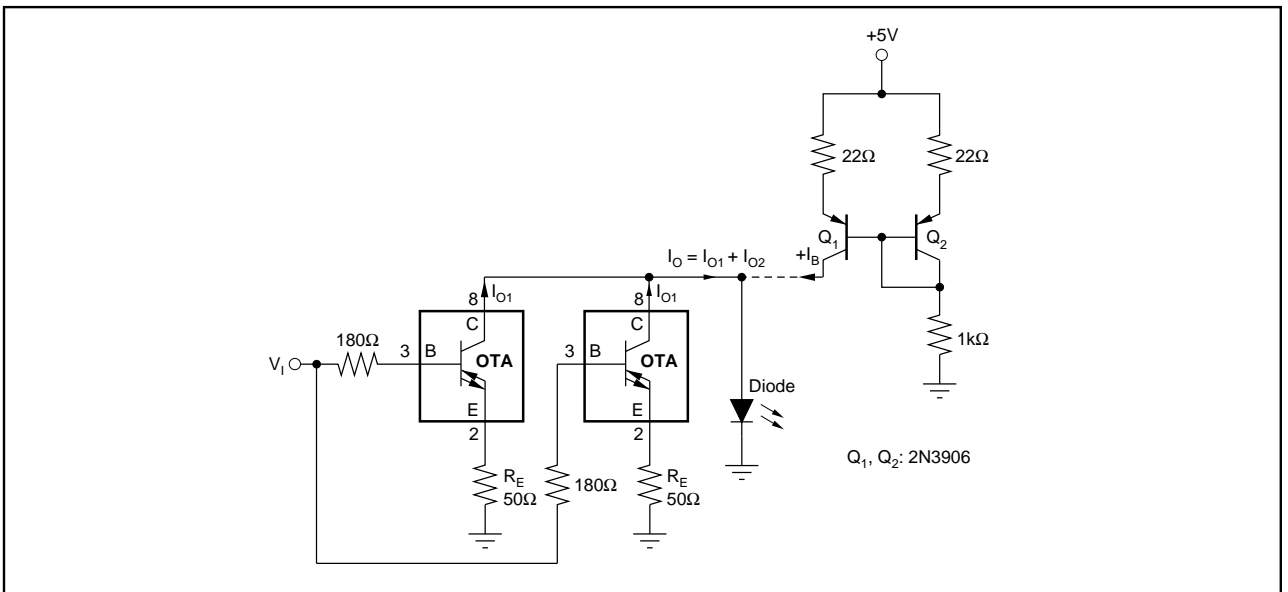 +5V
22Ω
22Ω
Q1
Q2
IO = IO1 + IO2
+IB
8
IO1
8
IO1
C
C
180Ω
3
B
OTA
3
B
OTA
1kΩ
VI
Diode
E
E
2
2
Q1, Q2: 2N3906
RE
50Ω
180Ω
RE
50Ω